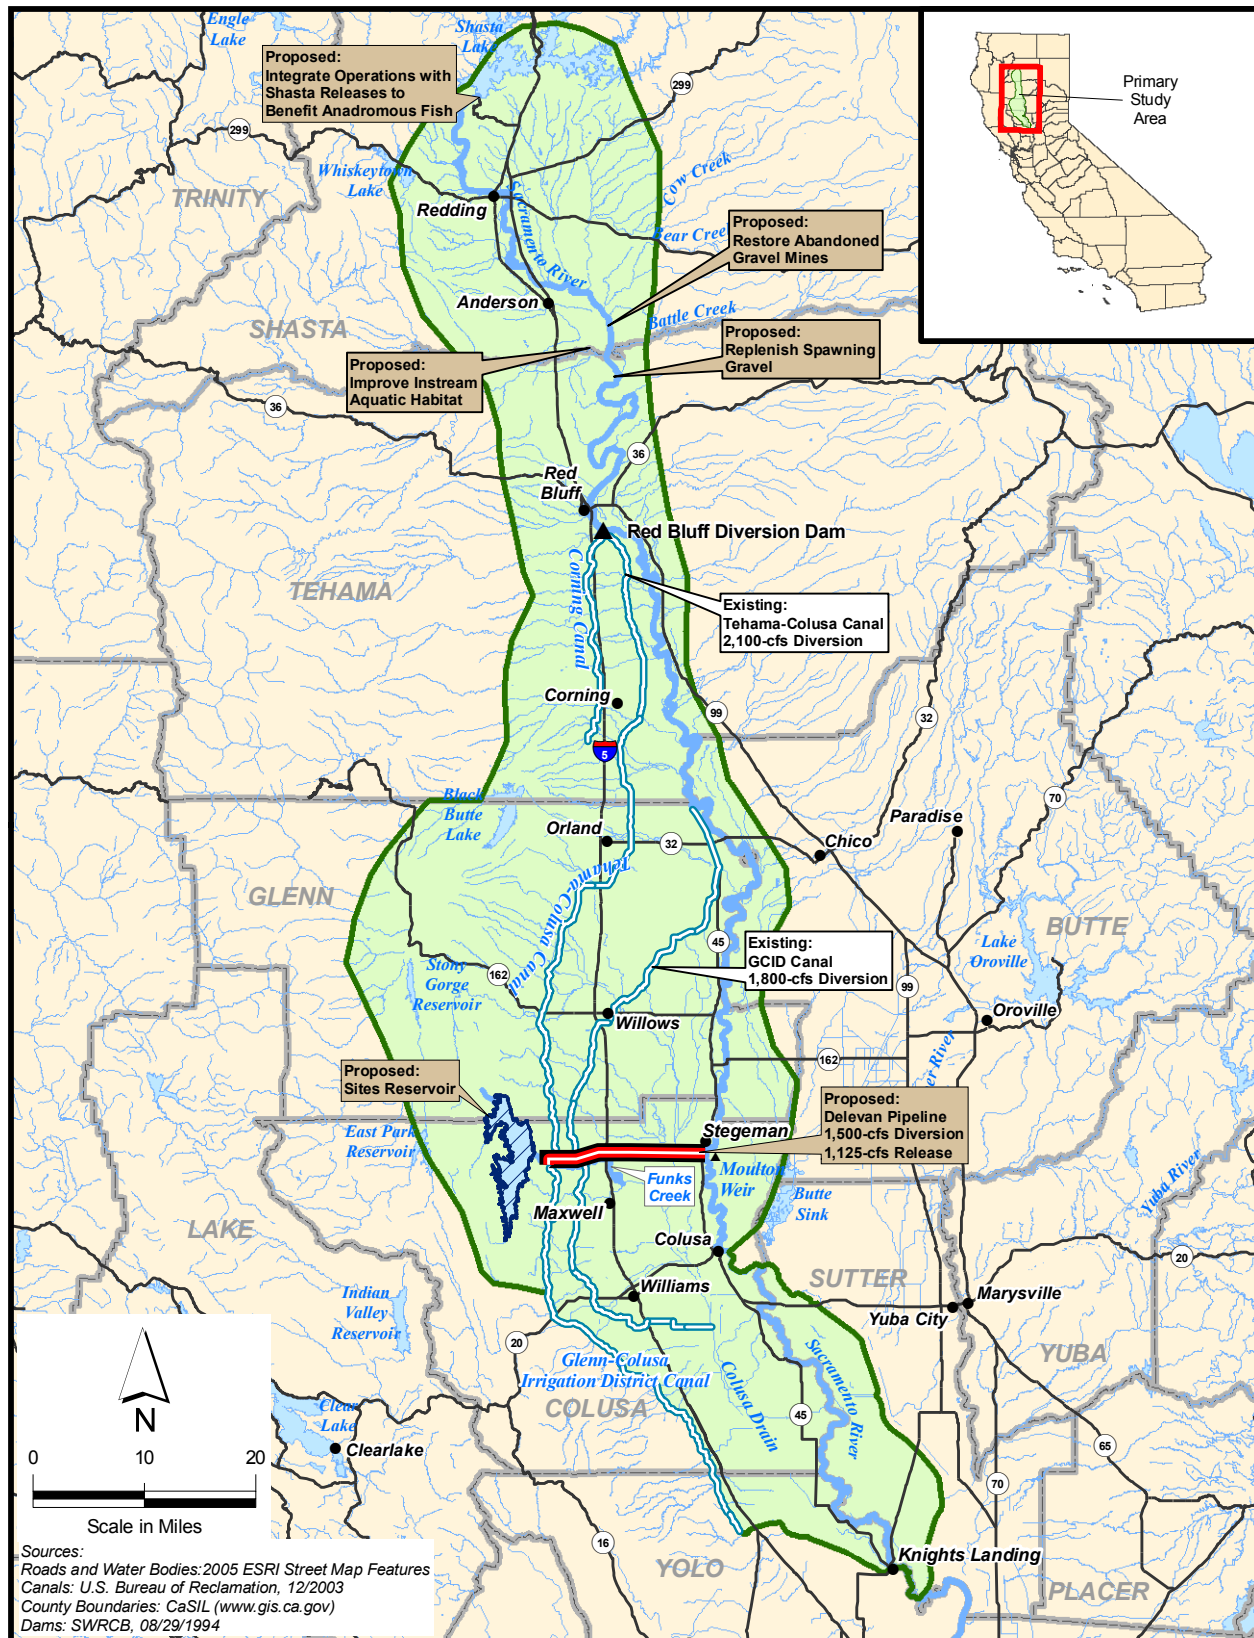 Engle
Lake
Shasta
Lake
Proposed:
Integrate Operations with
Shasta Releases to
Benefit Anadromous Fish
299
299
Primary
Study
Area
Whiskeytown
Lake
TRINITY
Redding
Sacramento River
Cow Creek
Bear Creek
Proposed:
Restore Abandoned
Gravel Mines
Anderson
SHASTA
Battle Creek
Proposed:
Replenish Spawning
Gravel
Proposed:
Improve Instream
Aquatic Habitat
36
36
Red
Bluff
Red Bluff Diversion Dam
TEHAMA
Corning Canal
Existing:
Tehama-Colusa Canal
2,100-cfs Diversion
Corning
99
32
5
70
Black
Butte
Lake
Orland
32
Paradise
Chico
Tehama-Colusa Canal
GLENN
BUTTE
45
Existing:
GCID Canal
1,800-cfs Diversion
Lake
Oroville
Stony
Gorge
Reservoir
162
99
Willows
Oroville
162
er River
Proposed:
Sites Reservoir
Proposed:
Delevan Pipeline
1,500-cfs Diversion
1,125-cfs Release
East Park
Reservoir
Stegeman
Moulton
Weir
Funks
Creek
Butte
Sink
Yuba River
Maxwell
LAKE
Colusa
20
SUTTER
Indian
Valley
Reservoir
Williams
Marysville
Yuba City
20
YUBA
Glenn-Colusa
Irrigation District Canal
COLUSA
Colusa Drain
Sacramento River
45
Clear
Lake
Clearlake
65
70
N
0 10 20
Scale in Miles
16
YOLO
Knights Landing
PLACER
Sources:
Roads and Water Bodies:2005 ESRI Street Map Features
Canals: U.S. Bureau of Reclamation, 12/2003
County Boundaries: CaSIL (www.gis.ca.gov)
Dams: SWRCB, 08/29/1994